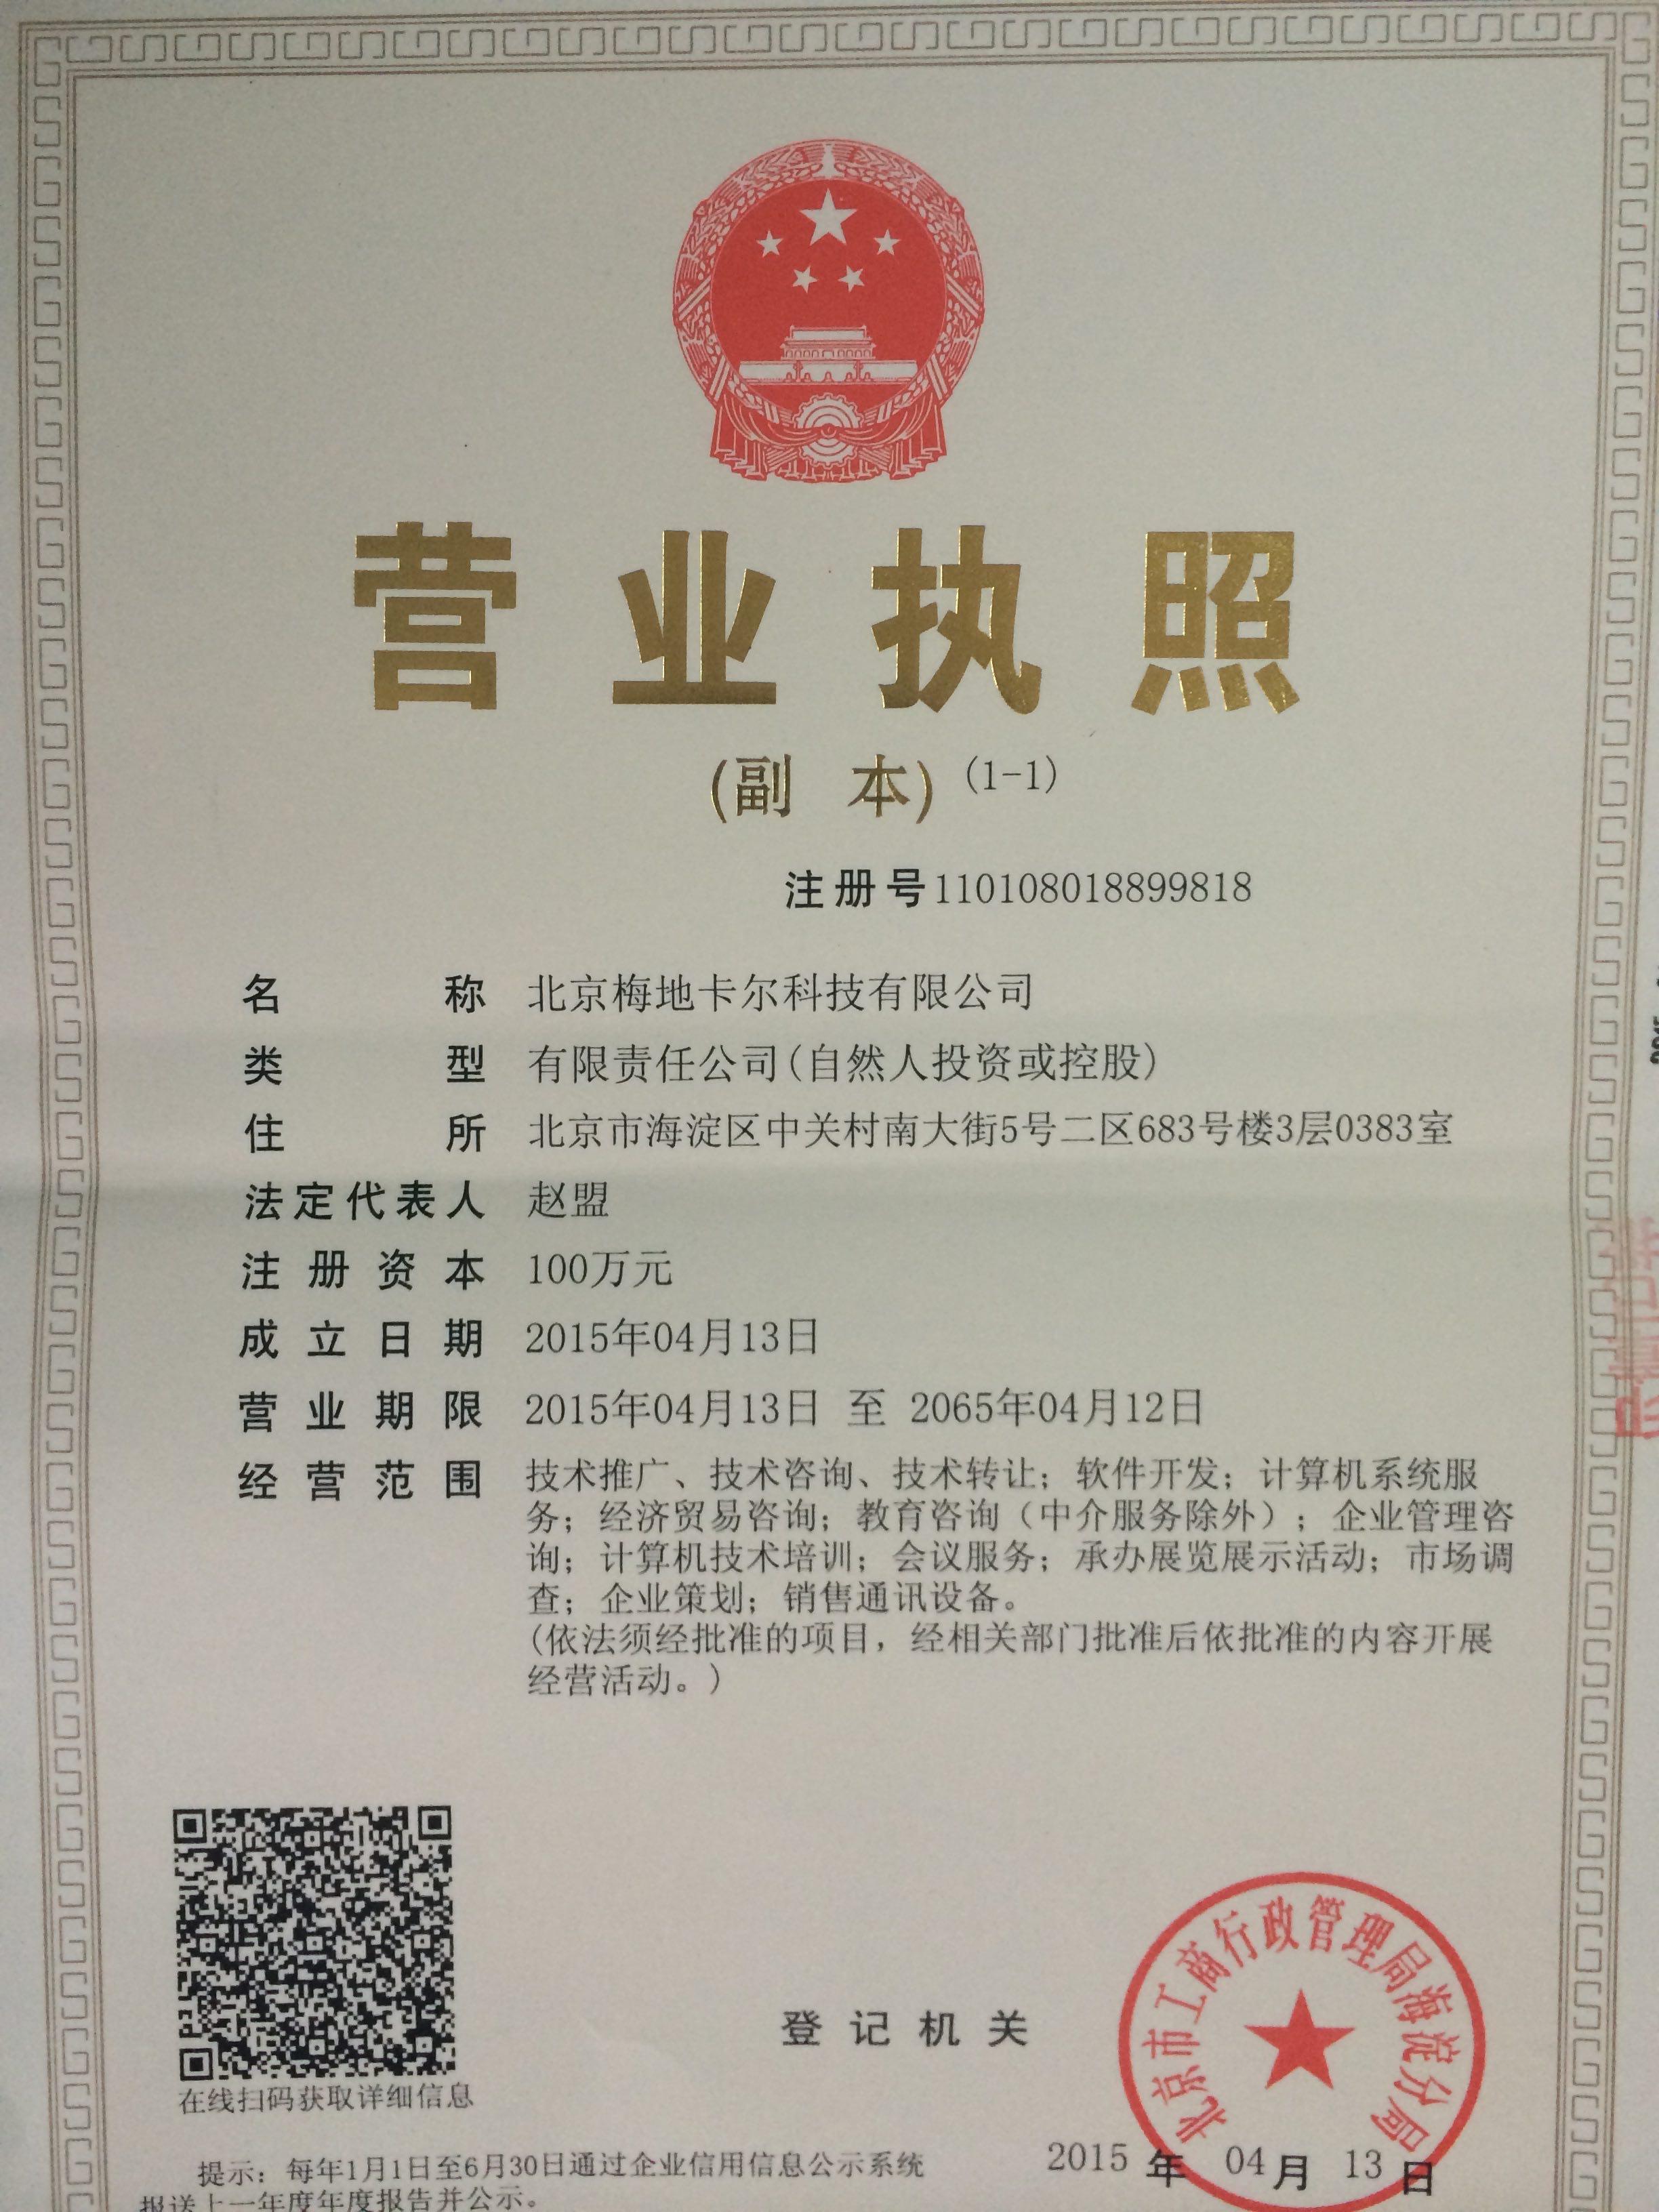 营业执照
(副 本) (1-1)
注册号110108018899818
名 称 北京梅地卡尔科技有限公司
类 型 有限责任公司(自然人投资或控股)
住 所 北京市海淀区中关村南大街5号二区683号楼3层0383室
法定代表人 赵盟
注册资本 100万元
成立日期 2015年04月13日
营业期限 2015年04月13日 至 2065年04月12日
经营范围 技术推广、技术咨询、技术转让；软件开发；计算机系统服
务；经济贸易咨询；教育咨询（中介服务除外）；企业管理咨
询；计算机技术培训；会议服务；承办展览展示活动；市场调
查；企业策划；销售通讯设备。
(依法须经批准的项目，经相关部门批准后依批准的内容开展
经营活动。)
在线扫码获取详细信息
登记机关
北京市工商行政管理局海淀分局
2015 年 04 月 13 日
提示：每年1月1日至6月30日通过企业信用信息公示系统
报送上一年度年度报告并公示。